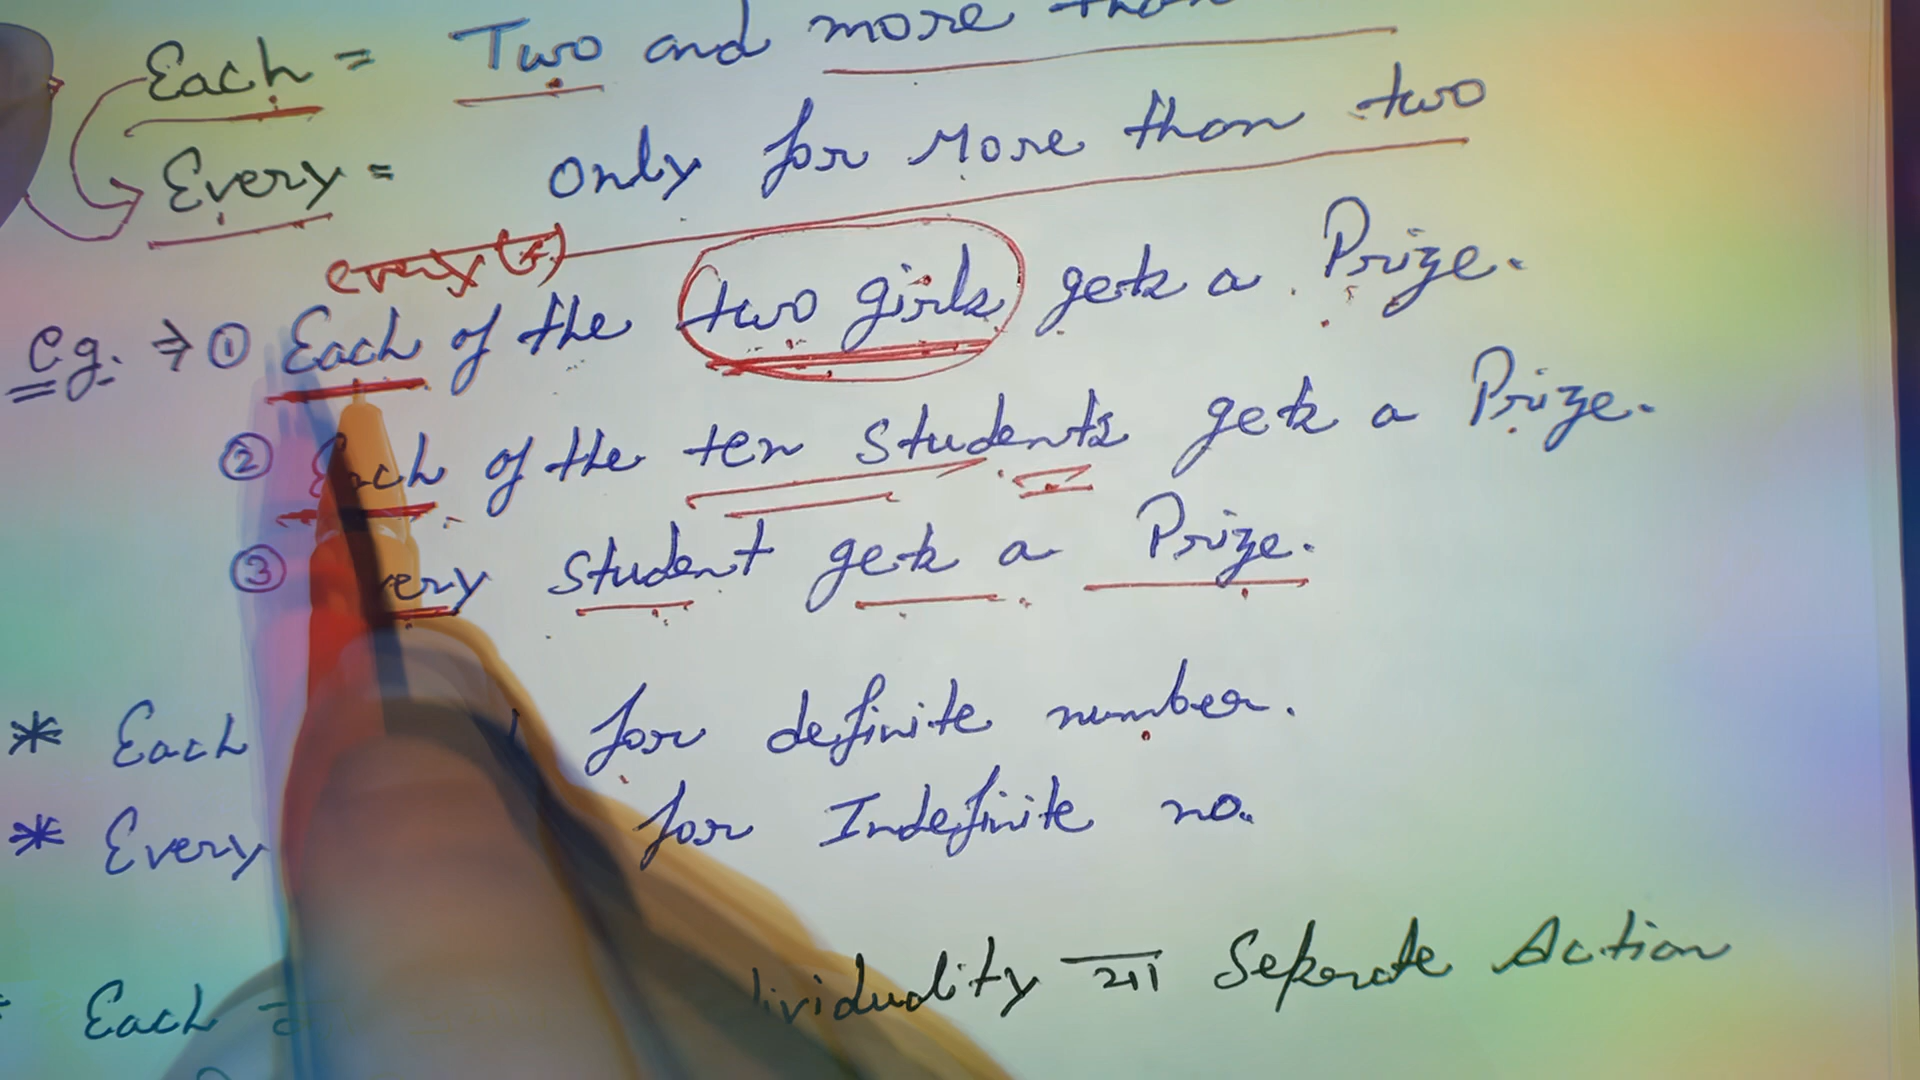 Each = Two and more than
Every = only for More than two
every (x)
eg. ⇒ ① Each of the two girls gets a Prize.
② Each of the ten Students gets a Prize.
③ very Student gets a Prize.
* Each for definite number.
* Every for Indefinite no.
Each = ividuality या Seperate Action